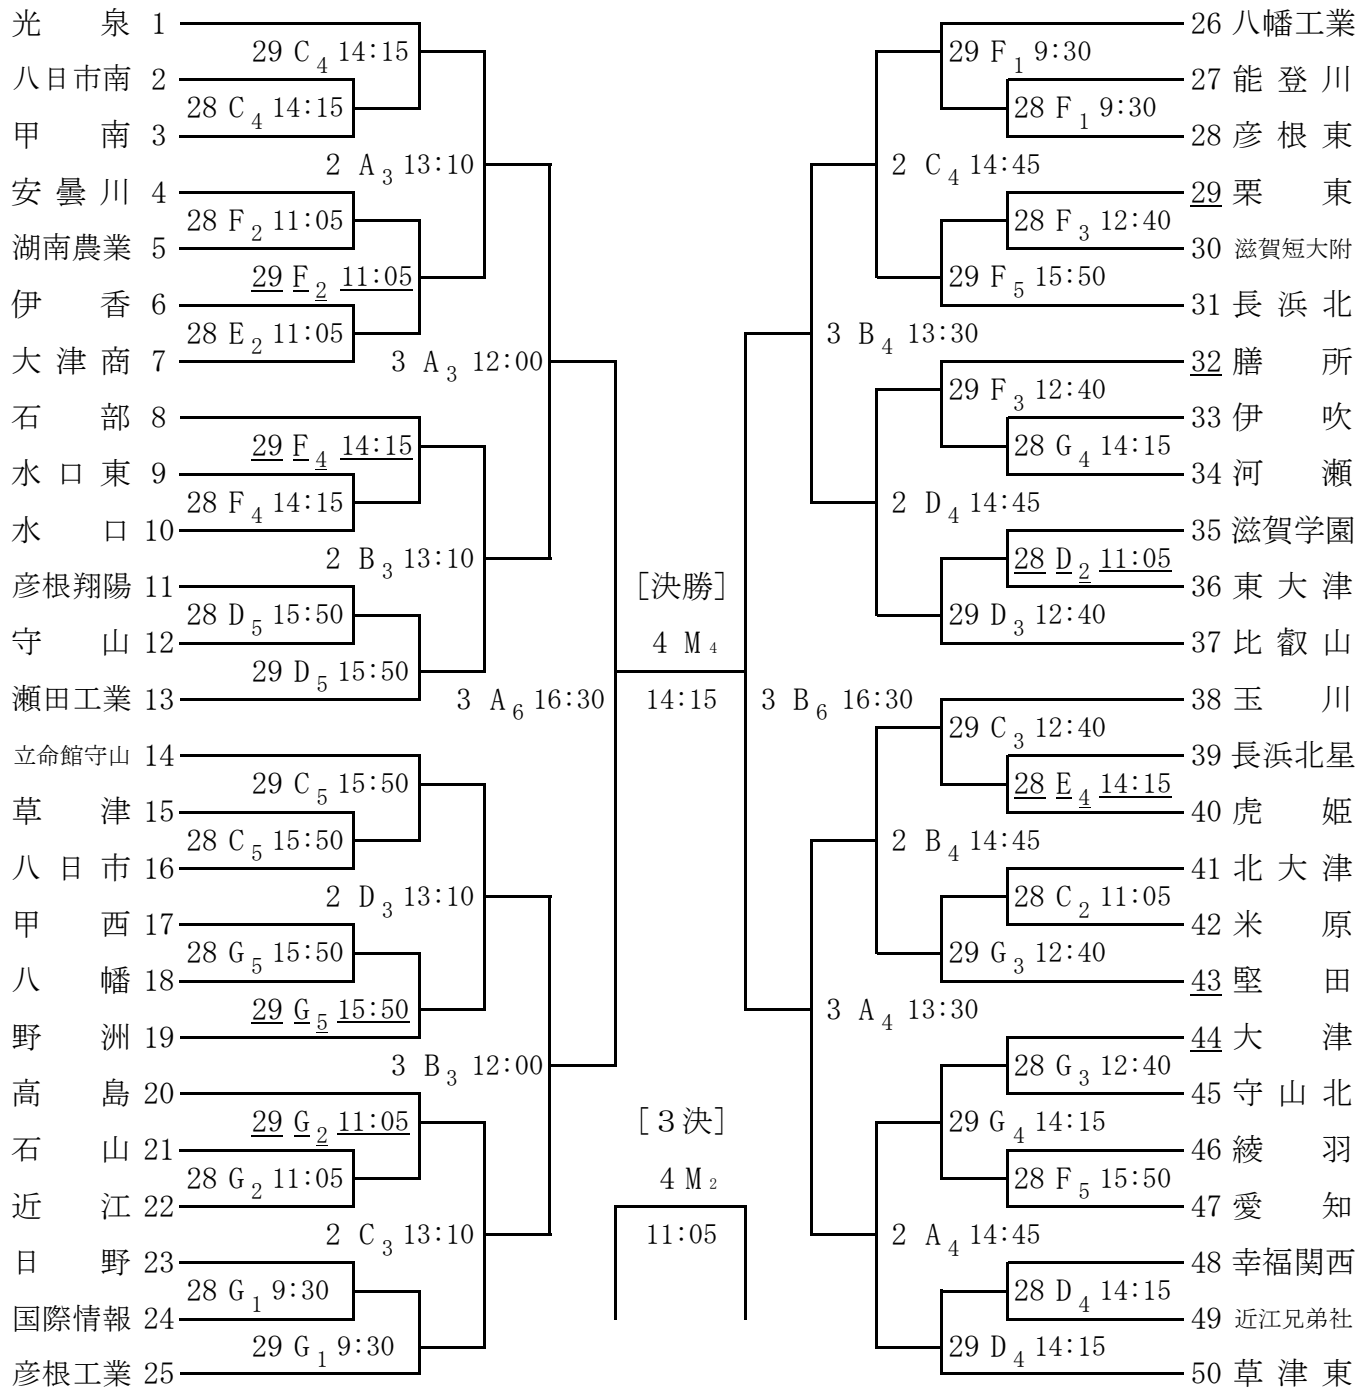 光泉 1
29 C4 14:15
八日市南 2
28 C4 14:15
甲南 3
2 A3 13:10
安曇川 4
28 F2 11:05
湖南農業 5
29 F2 11:05
伊香 6
28 E2 11:05
大津商 7
3 A3 12:00
石部 8
29 F4 14:15
水口東 9
28 F4 14:15
水口 10
2 B3 13:10
彦根翔陽 11
28 D5 15:50
守山 12
29 D5 15:50
瀬田工業 13
3 A6 16:30
立命館守山 14
29 C5 15:50
草津 15
28 C5 15:50
八日市 16
2 D3 13:10
甲西 17
28 G5 15:50
八幡 18
29 G5 15:50
野洲 19
3 B3 12:00
高島 20
29 G2 11:05
石山 21
28 G2 11:05
近江 22
2 C3 13:10
日野 23
28 G1 9:30
国際情報 24
29 G1 9:30
彦根工業 25
[決勝]
4 M4
14:15
[3決]
4 M2
11:05
26 八幡工業
29 F1 9:30
27 能登川
28 F1 9:30
28 彦根東
2 C4 14:45
29 栗東
28 F3 12:40
30 滋賀短大附
29 F5 15:50
31 長浜北
3 B4 13:30
32 膳所
29 F3 12:40
33 伊吹
28 G4 14:15
34 河瀬
2 D4 14:45
35 滋賀学園
28 D2 11:05
36 東大津
29 D3 12:40
37 比叡山
3 B6 16:30
38 玉川
29 C3 12:40
39 長浜北星
28 E4 14:15
40 虎姫
2 B4 14:45
41 北大津
28 C2 11:05
42 米原
29 G3 12:40
43 堅田
3 A4 13:30
44 大津
28 G3 12:40
45 守山北
29 G4 14:15
46 綾羽
28 F5 15:50
47 愛知
2 A4 14:45
48 幸福関西
28 D4 14:15
49 近江兄弟社
29 D4 14:15
50 草津東